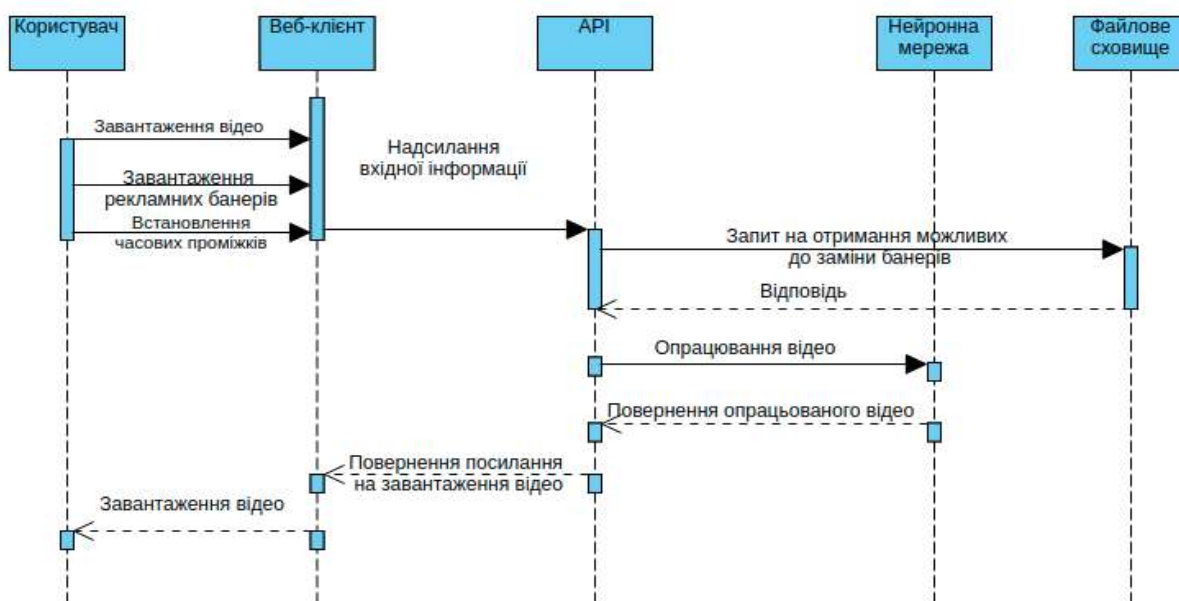 Користувач
Веб-клієнт
API
Нейронна
мережа
Файлове
сховище
Завантаження відео
Надсилання
вхідної інформації
Завантаження
рекламних банерів
Встановлення
часових проміжків
Запит на отримання можливих
до заміни банерів
Відповідь
Опрацювання відео
Повернення опрацьованого відео
Повернення посилання
на завантаження відео
Завантаження відео